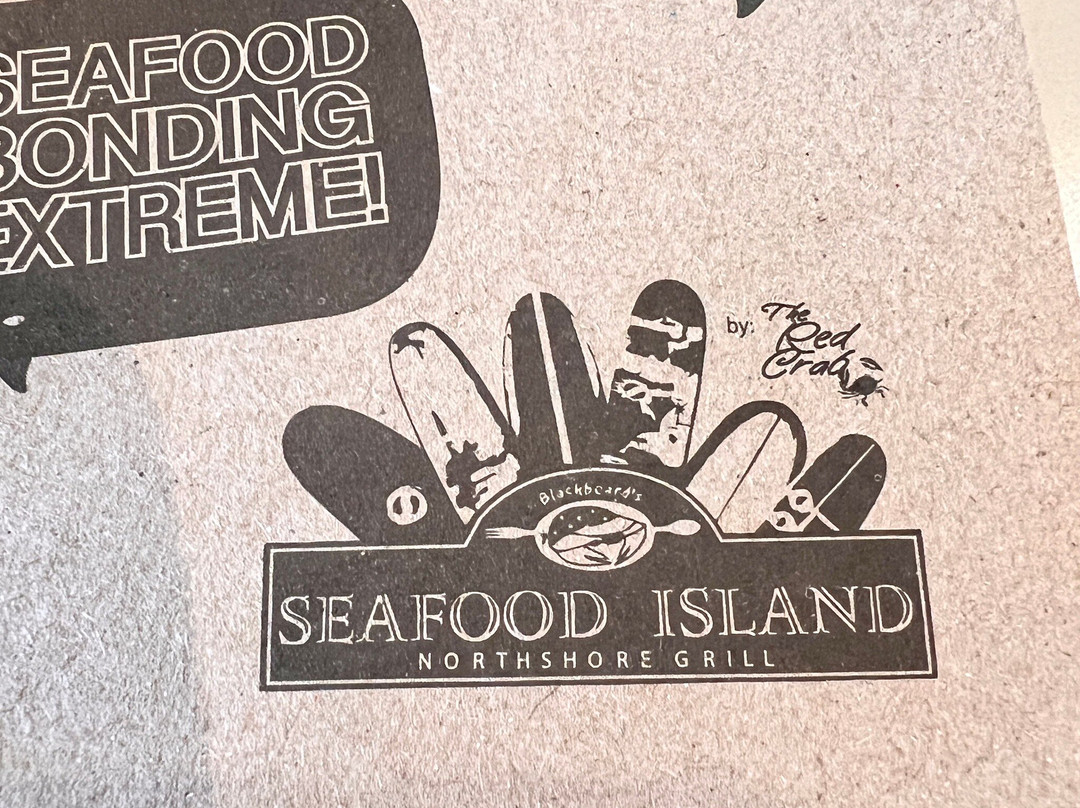 SEAFOOD
BONDING
EXTREME!
by: The
Red
Crab
Blackbeard's
SEAFOOD ISLAND
NORTHSHORE GRILL